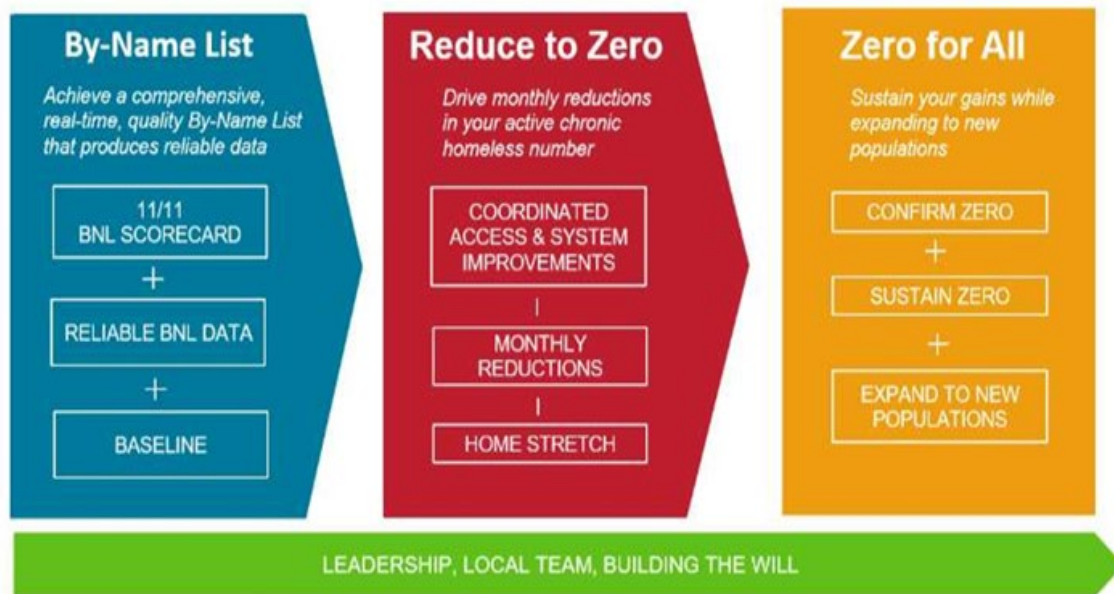 By-Name List
Achieve a comprehensive,
real-time, quality By-Name List
that produces reliable data
11/11
BNL SCORECARD
+
RELIABLE BNL DATA
+
BASELINE
Reduce to Zero
Drive monthly reductions
in your active chronic
homeless number
COORDINATED
ACCESS & SYSTEM
IMPROVEMENTS
MONTHLY
REDUCTIONS
HOME STRETCH
Zero for All
Sustain your gains while
expanding to new
populations
CONFIRM ZERO
+
SUSTAIN ZERO
+
EXPAND TO NEW
POPULATIONS
LEADERSHIP, LOCAL TEAM, BUILDING THE WILL